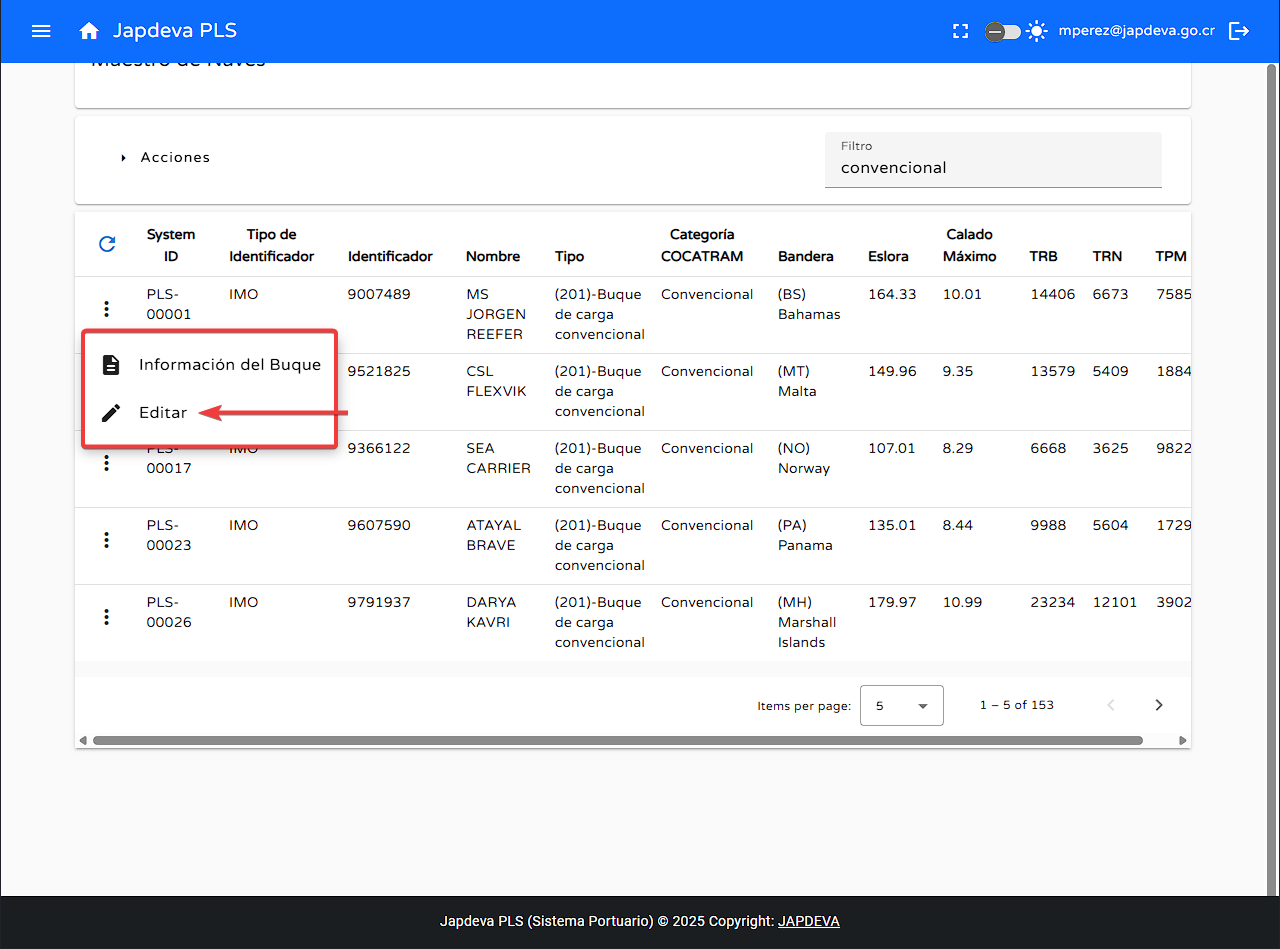 Japdeva PLS
mperez@japdeva.go.cr
Maestro de Naves
Acciones
Filtro
convencional
System ID
Tipo de Identificador
Identificador
Nombre
Tipo
Categoría COCATRAM
Bandera
Eslora
Calado Máximo
TRB
TRN
TPM
PLS-00001 IMO 9007489 MS JORGEN REEFER (201)-Buque de carga convencional Convencional (BS) Bahamas 164.33 10.01 14406 6673 7585
Información del Buque
Editar
9521825 CSL FLEXVIK (201)-Buque de carga convencional Convencional (MT) Malta 149.96 9.35 13579 5409 1884
PLS-00017 IMO 9366122 SEA CARRIER (201)-Buque de carga convencional Convencional (NO) Norway 107.01 8.29 6668 3625 9822
PLS-00023 IMO 9607590 ATAYAL BRAVE (201)-Buque de carga convencional Convencional (PA) Panama 135.01 8.44 9988 5604 1729
PLS-00026 IMO 9791937 DARYA KAVRI (201)-Buque de carga convencional Convencional (MH) Marshall Islands 179.97 10.99 23234 12101 3902
Items per page: 5 1 – 5 of 153
Japdeva PLS (Sistema Portuario) © 2025 Copyright: JAPDEVA